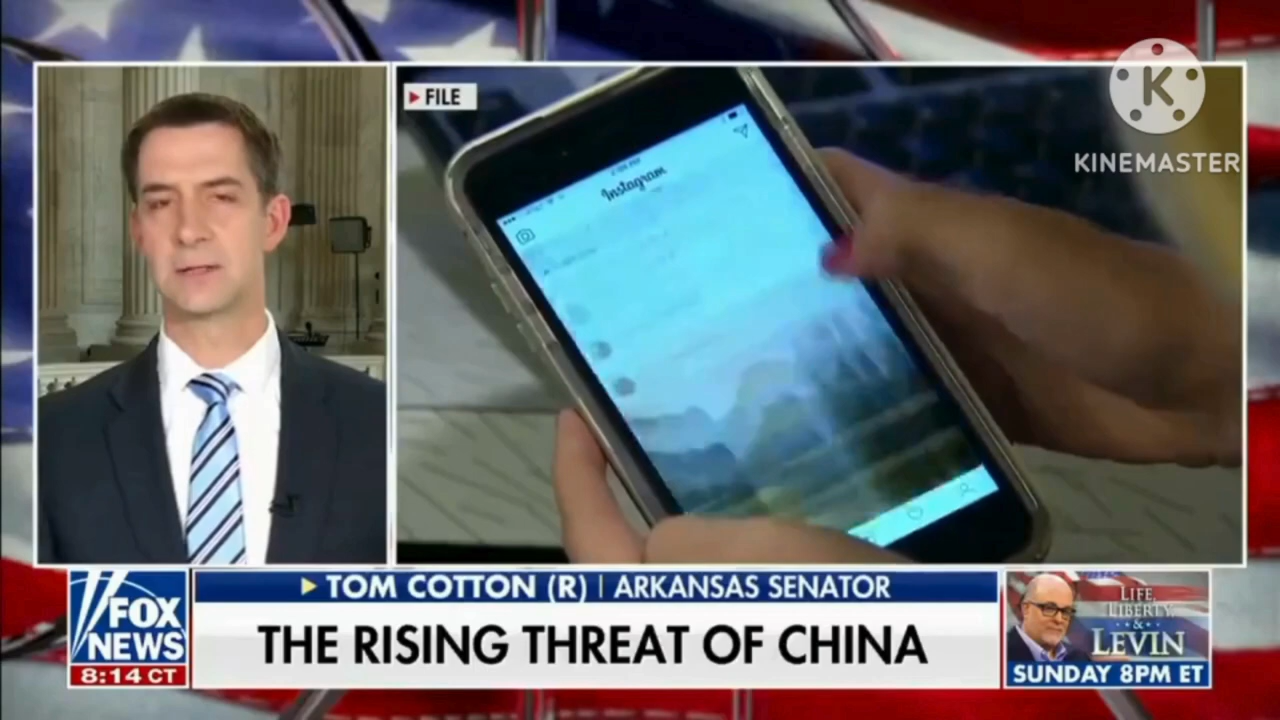 FILE
K
KINEMASTER
Instagram
TOM COTTON (R) | ARKANSAS SENATOR
THE RISING THREAT OF CHINA
FOX
NEWS
8:14 CT
LIFE,
LIBERTY
&
LEVIN
SUNDAY 8PM ET